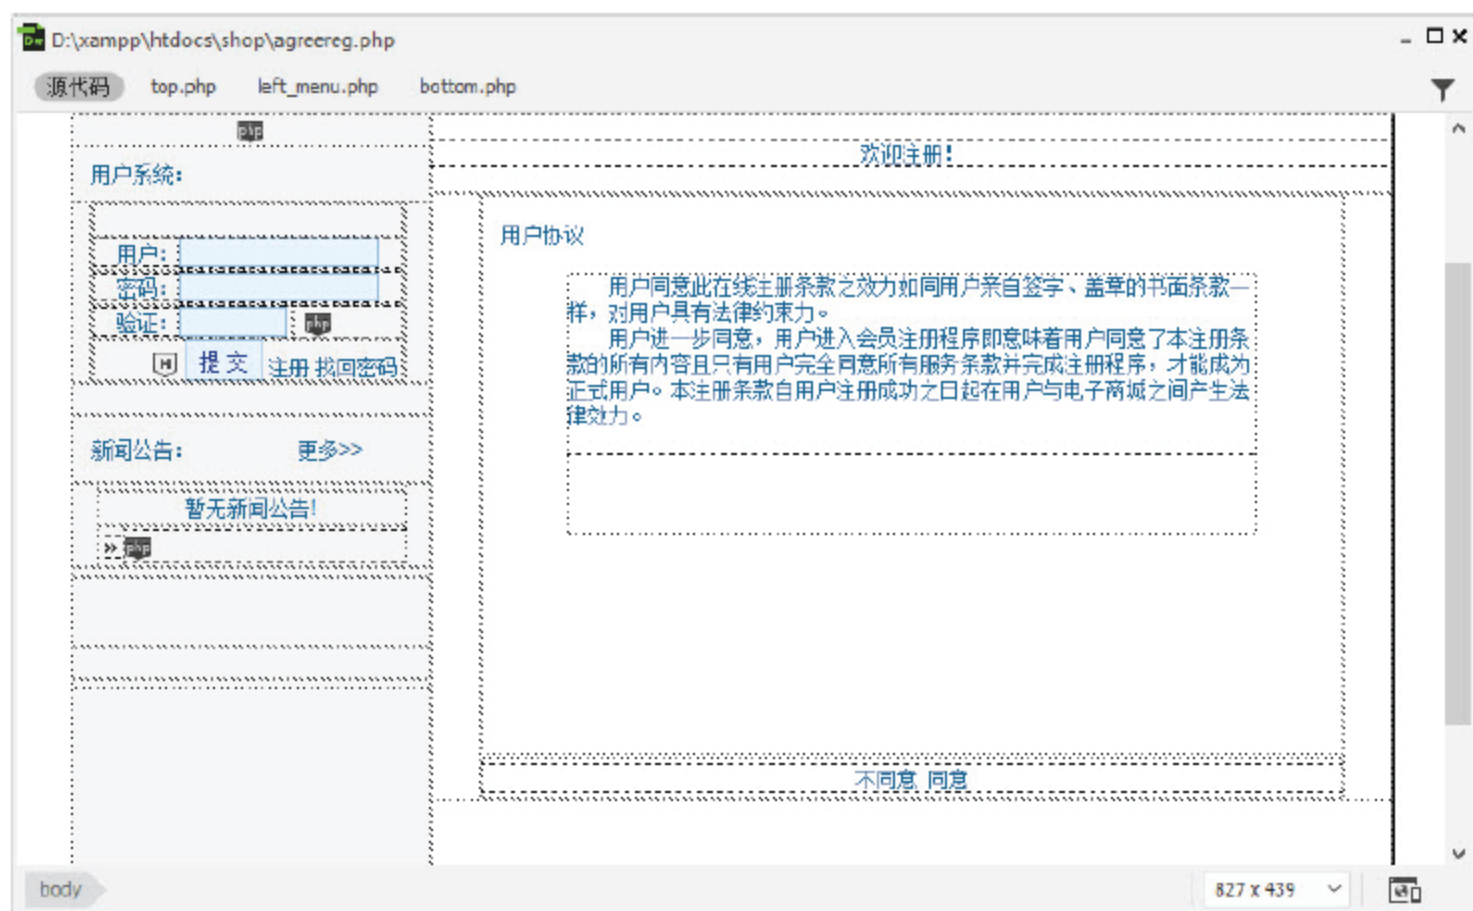 D:\xampp\htdocs\shop\agreereg.php
源代码 top.php left_menu.php bottom.php
php
欢迎注册!
用户系统:
用户:
密码:
验证: php
提 交 注册 找回密码
新闻公告: 更多>>
暂无新闻公告!
» php
用户协议
用户同意此在线注册条款之效力如同用户亲自签字、盖章的书面条款一
样，对用户具有法律约束力。
用户进一步同意，用户进入会员注册程序即意味着用户同意了本注册条
款的所有内容且只有用户完全同意所有服务条款并完成注册程序，才能成为
正式用户。本注册条款自用户注册成功之日起在用户与电子商城之间产生法
律效力。
不同意 同意
body
827 x 439